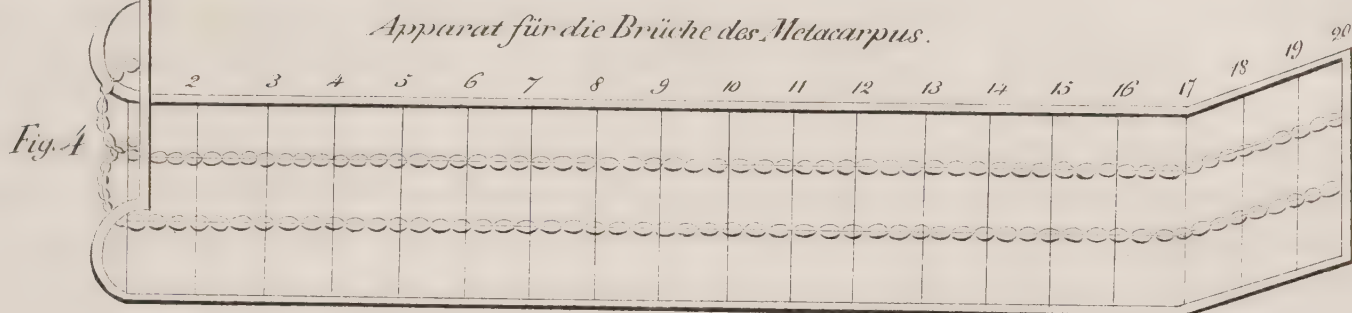 Apparat für die Brüche des Metacarpus.
2 3 4 5 6 7 8 9 10 11 12 13 14 15 16 17 18 19 20
Fig. 4